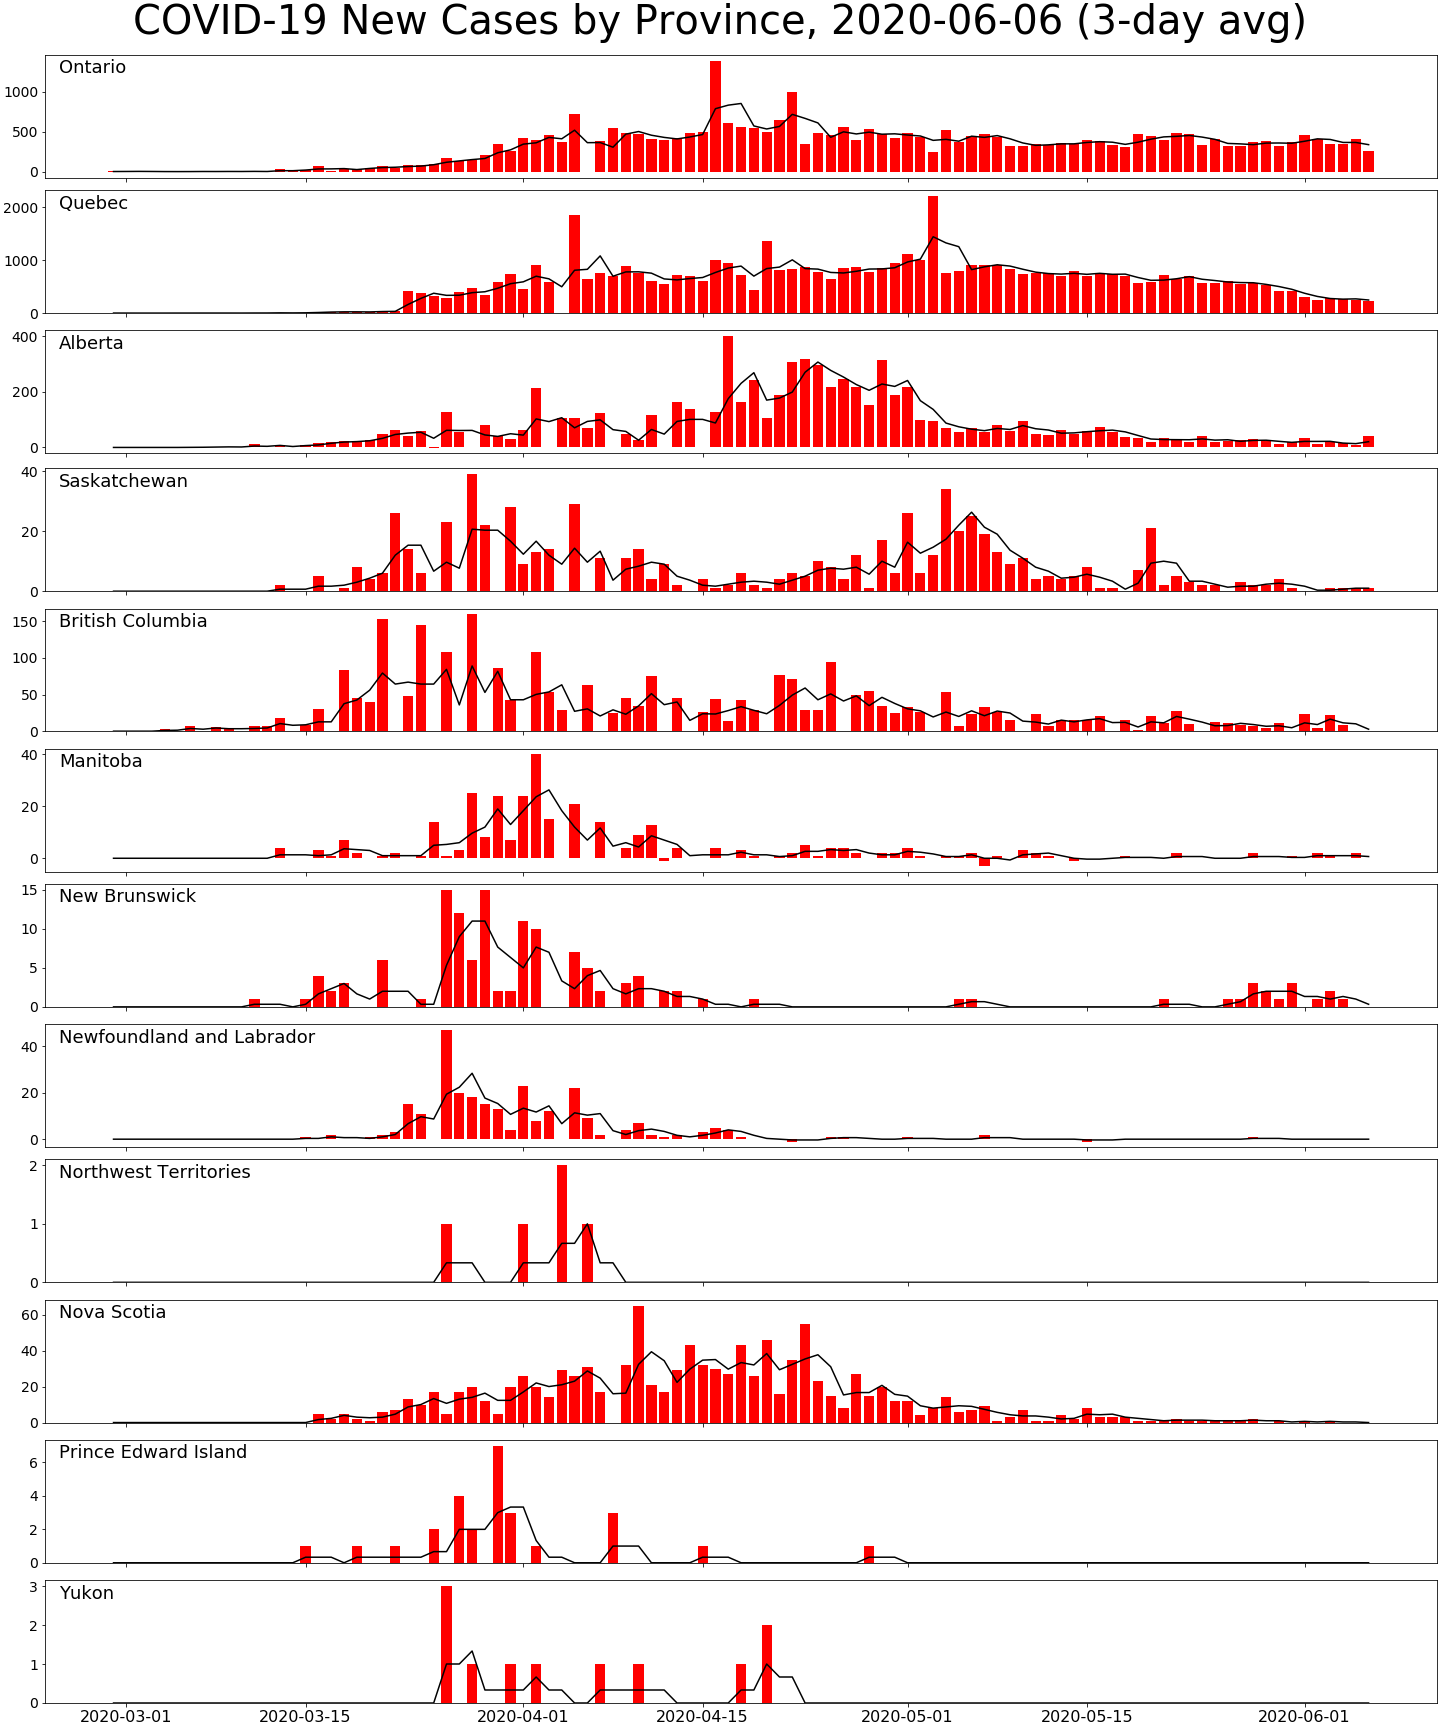 COVID-19 New Cases by Province, 2020-06-06 (3-day avg)
Ontario
1000
500
0
Quebec
2000
1000
0
Alberta
400
200
0
Saskatchewan
40
20
0
British Columbia
150
100
50
0
Manitoba
40
20
0
New Brunswick
15
10
5
0
Newfoundland and Labrador
40
20
0
Northwest Territories
2
1
0
Nova Scotia
60
40
20
0
Prince Edward Island
6
4
2
0
Yukon
3
2
1
0
2020-03-01 2020-03-15 2020-04-01 2020-04-15 2020-05-01 2020-05-15 2020-06-01